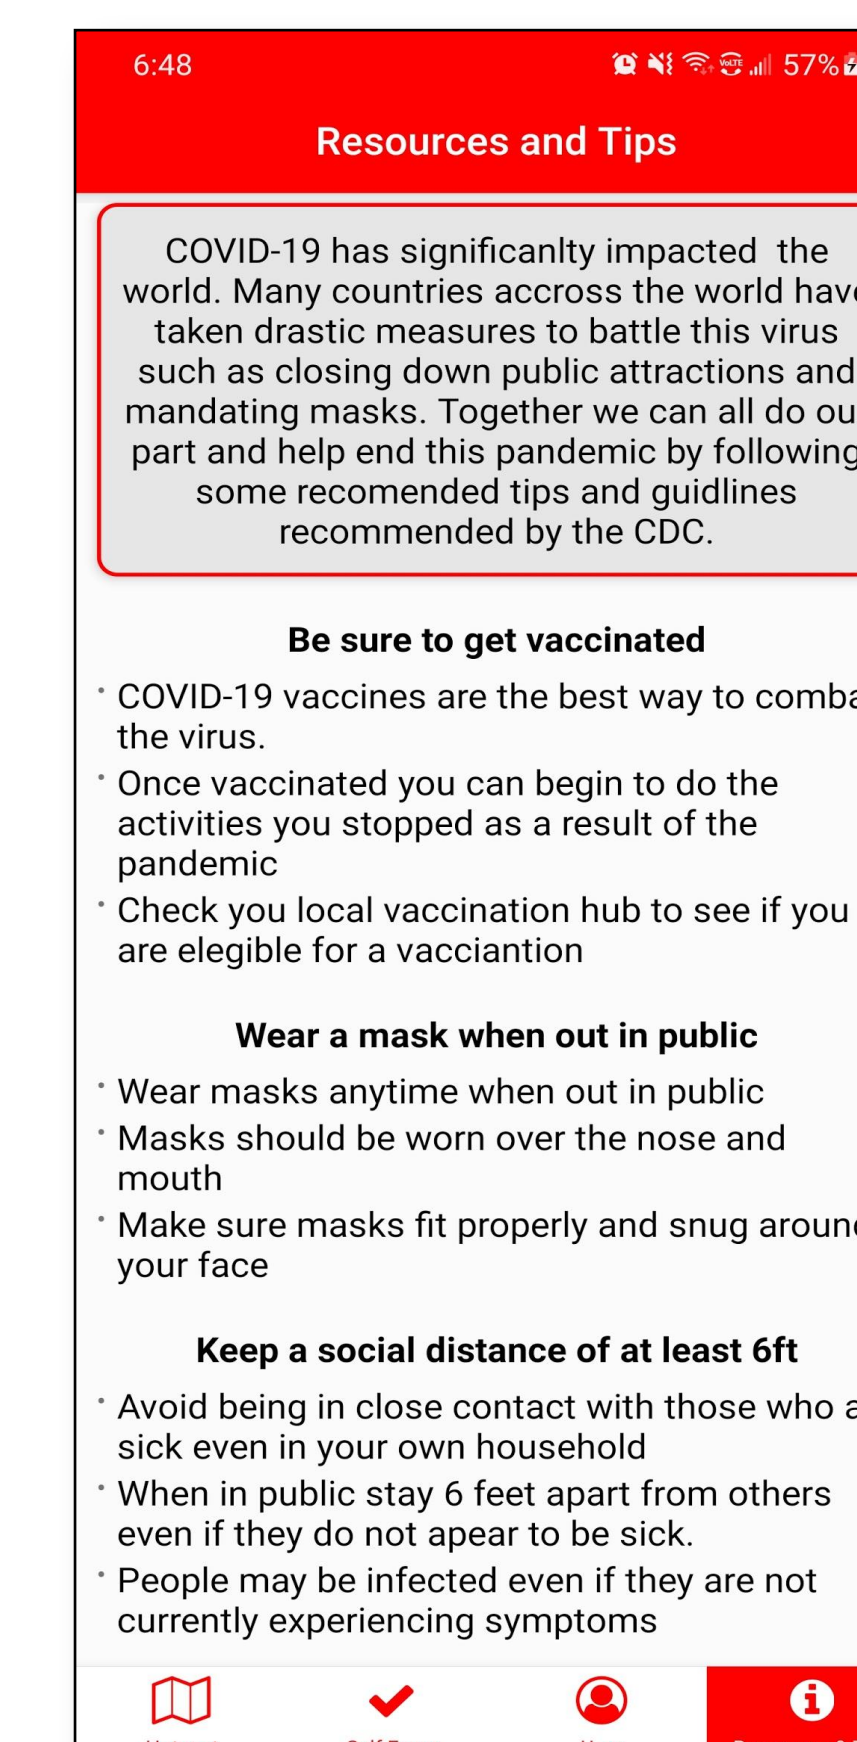 6:48 57%
Resources and Tips
COVID-19 has significanlty impacted the
world. Many countries accross the world have
taken drastic measures to battle this virus
such as closing down public attractions and
mandating masks. Together we can all do ou
part and help end this pandemic by following
some recomended tips and guidlines
recommended by the CDC.
Be sure to get vaccinated
COVID-19 vaccines are the best way to comba
the virus.
Once vaccinated you can begin to do the
activities you stopped as a result of the
pandemic
Check you local vaccination hub to see if you
are elegible for a vacciantion
Wear a mask when out in public
Wear masks anytime when out in public
Masks should be worn over the nose and
mouth
Make sure masks fit properly and snug around
your face
Keep a social distance of at least 6ft
Avoid being in close contact with those who a
sick even in your own household
When in public stay 6 feet apart from others
even if they do not apear to be sick.
People may be infected even if they are not
currently experiencing symptoms